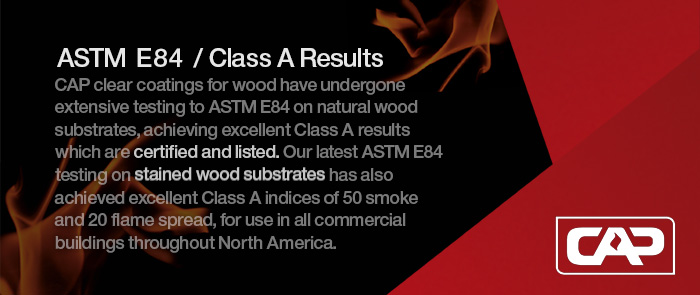 ASTM E84 / Class A Results
CAP clear coatings for wood have undergone
extensive testing to ASTM E84 on natural wood
substrates, achieving excellent Class A results
which are certified and listed. Our latest ASTM E84
testing on stained wood substrates has also
achieved excellent Class A indices of 50 smoke
and 20 flame spread, for use in all commercial
buildings throughout North America.
CAP